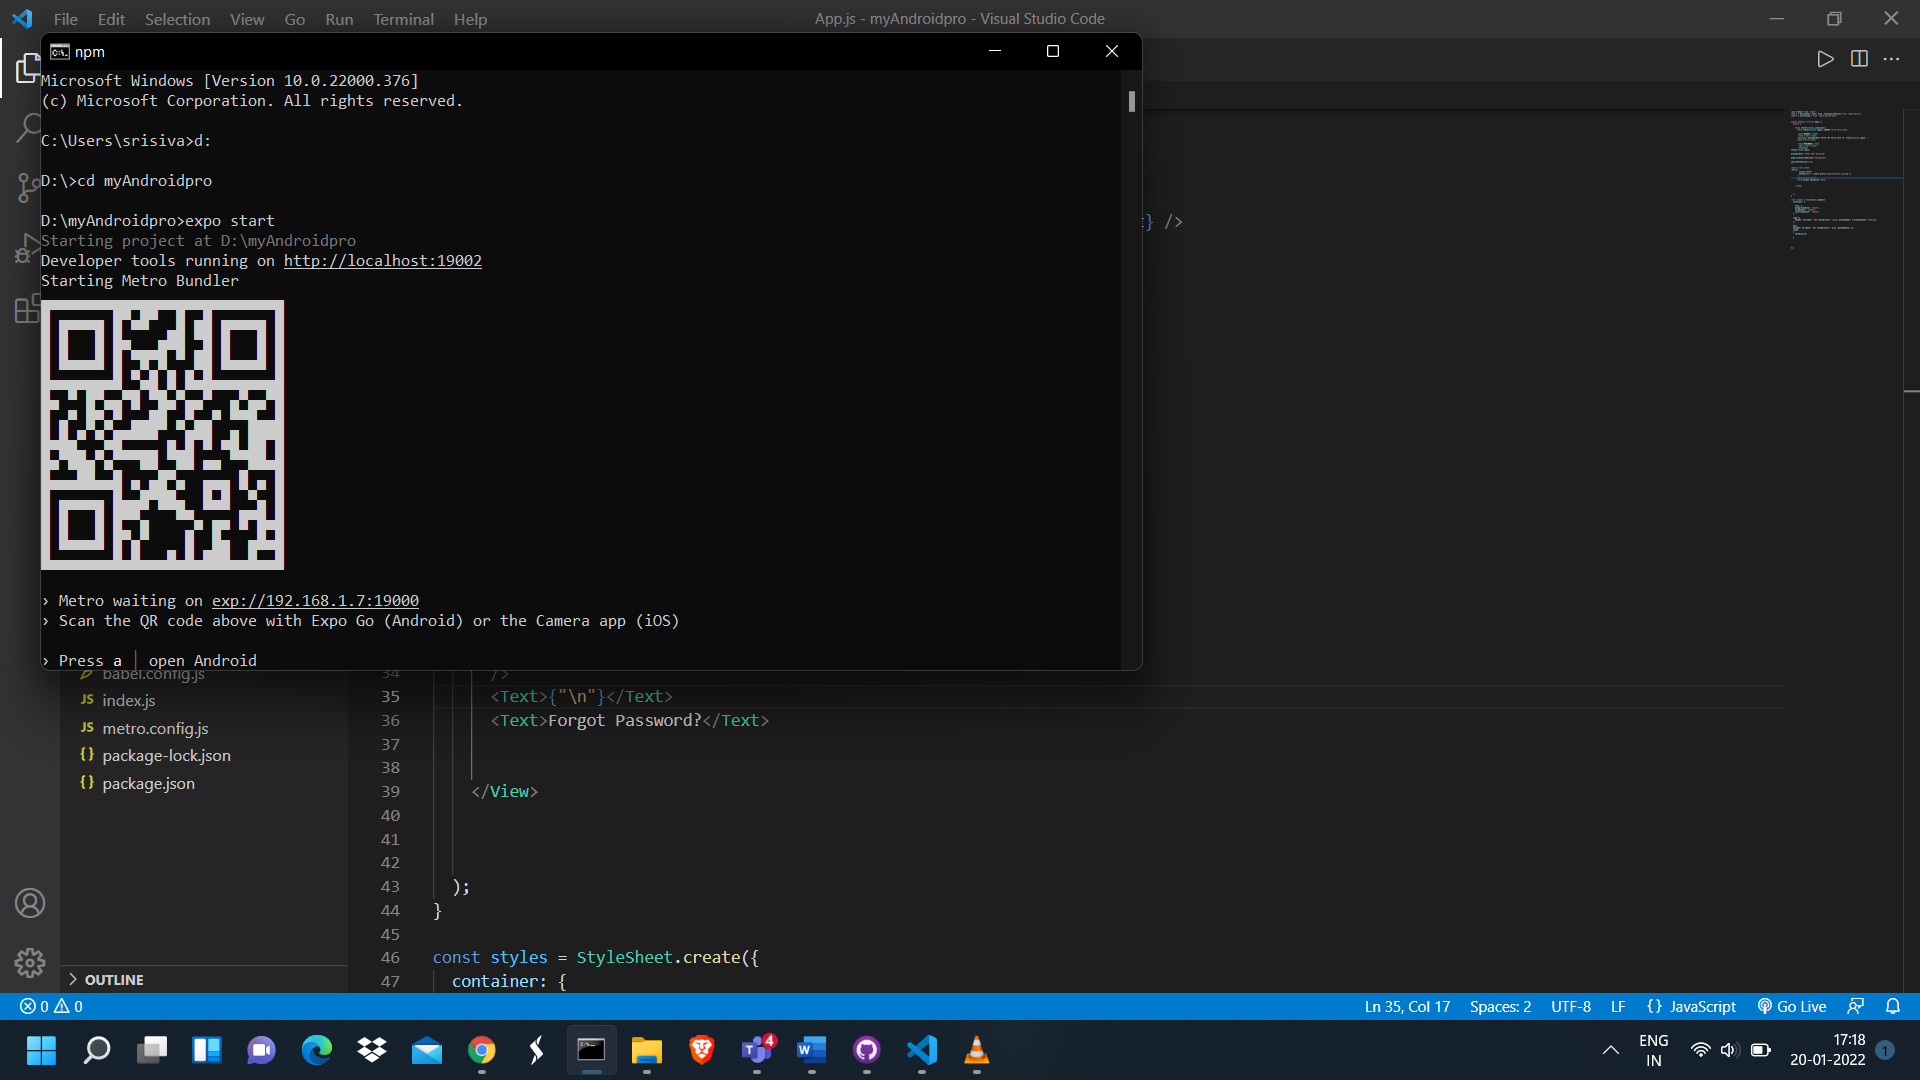 File Edit Selection View Go Run Terminal Help
App.js - myAndroidpro - Visual Studio Code
npm
Microsoft Windows [Version 10.0.22000.376]
(c) Microsoft Corporation. All rights reserved.
C:\Users\srisiva>d:
D:\>cd myAndroidpro
D:\myAndroidpro>expo start
Starting project at D:\myAndroidpro
Developer tools running on http://localhost:19002
Starting Metro Bundler
› Metro waiting on exp://192.168.1.7:19000
› Scan the QR code above with Expo Go (Android) or the Camera app (iOS)
› Press a │ open Android
} />
babel.config.js
JS index.js
JS metro.config.js
{} package-lock.json
{} package.json
OUTLINE
34 />
35 <Text>{"\n"}</Text>
36 <Text>Forgot Password?</Text>
37
38
39 </View>
40
41
42
43 );
44 }
45
46 const styles = StyleSheet.create({
47 container: {
0 0
Ln 35, Col 17 Spaces: 2 UTF-8 LF {} JavaScript Go Live
4
ENG
IN
17:18
20-01-2022
1